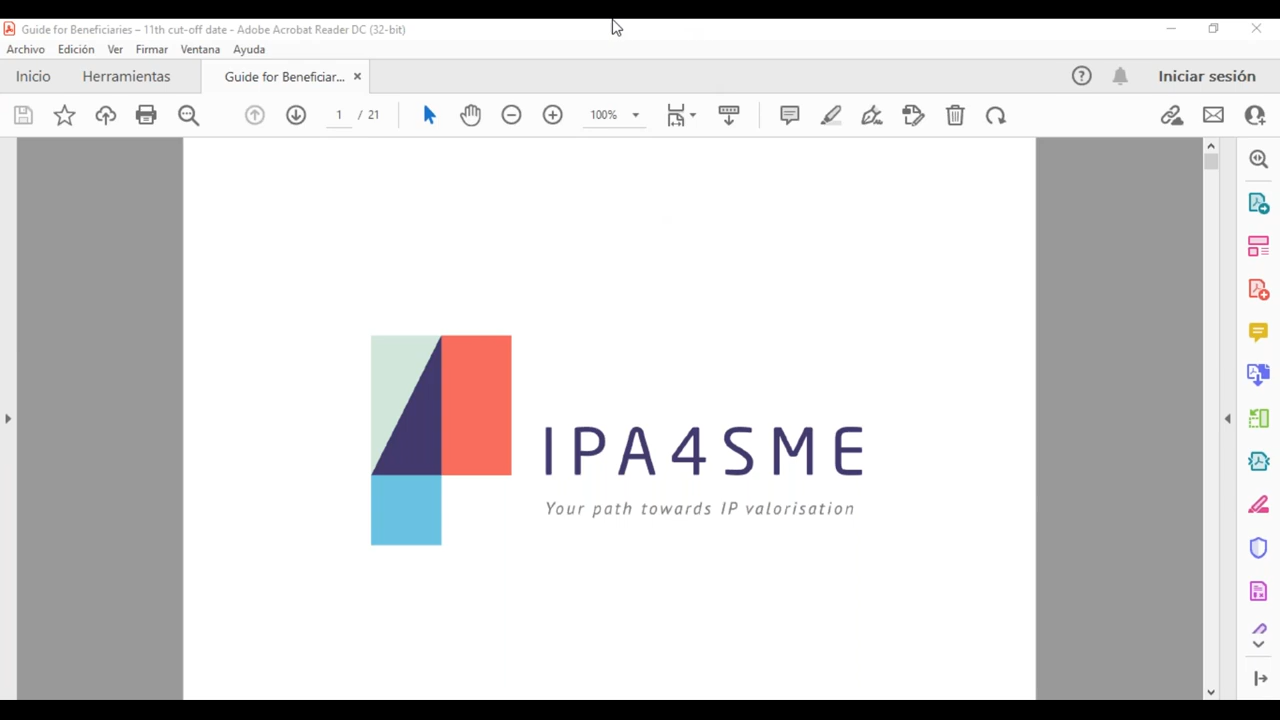 Guide for Beneficiaries – 11th cut-off date - Adobe Acrobat Reader DC (32-bit)
Archivo Edición Ver Firmar Ventana Ayuda
Inicio Herramientas Guide for Beneficiar... × Iniciar sesión
1 / 21 100%
IPA4SME
Your path towards IP valorisation